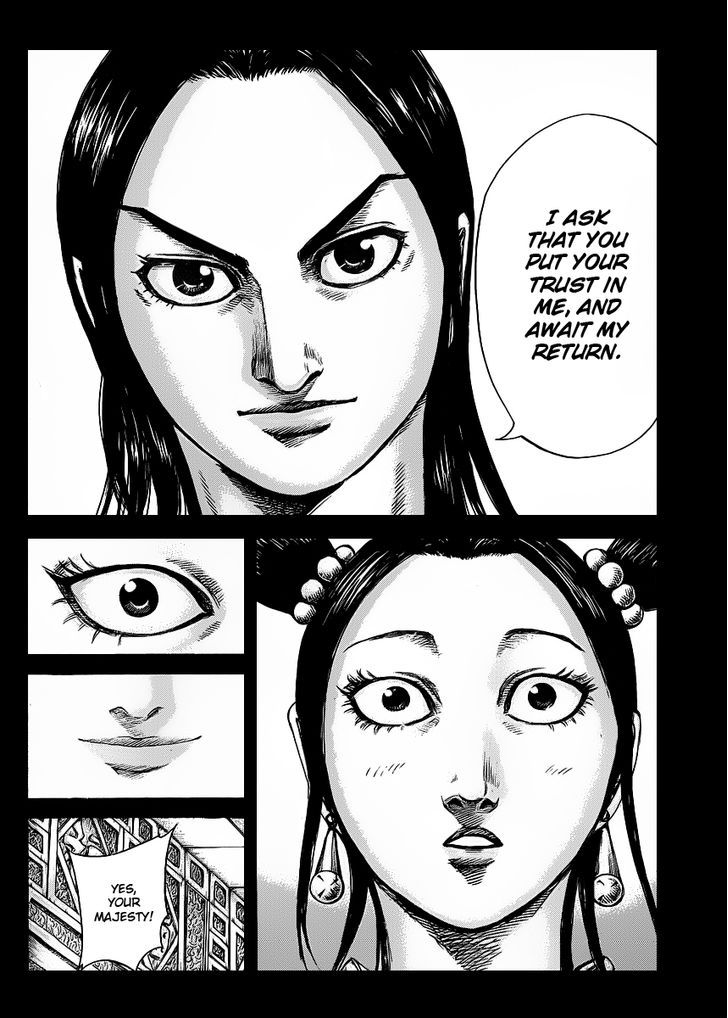 I ASK
THAT YOU
PUT YOUR
TRUST IN
ME, AND
AWAIT MY
RETURN.
YES,
YOUR
MAJESTY!